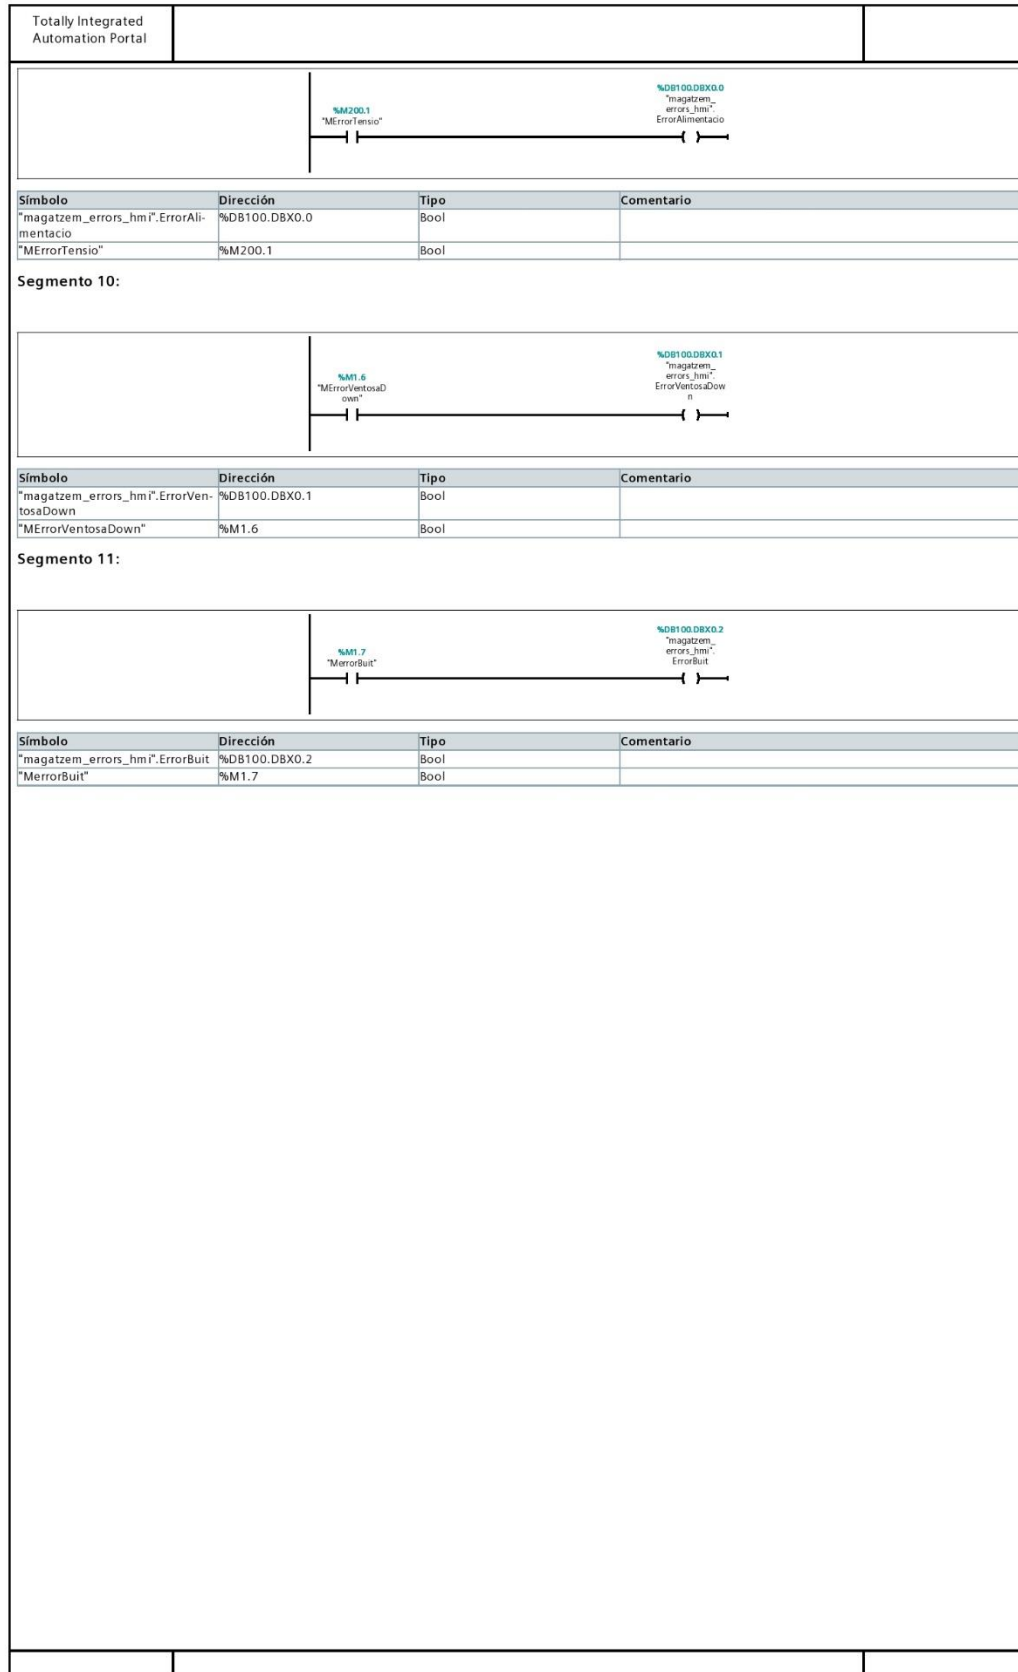 Totally Integrated
Automation Portal
%DB100.DBX0.0
"magatzem_
errors_hmi".
ErrorAlimentacio
%M200.1
"MErrorTensio"
Símbolo Dirección Tipo Comentario
"magatzem_errors_hmi".ErrorAli- %DB100.DBX0.0 Bool
mentacio
"MErrorTensio" %M200.1 Bool
Segmento 10:
%DB100.DBX0.1
"magatzem_
errors_hmi".
ErrorVentosaDow
n
%M1.6
"MErrorVentosaD
own"
Símbolo Dirección Tipo Comentario
"magatzem_errors_hmi".ErrorVen- %DB100.DBX0.1 Bool
tosaDown
"MErrorVentosaDown" %M1.6 Bool
Segmento 11:
%DB100.DBX0.2
"magatzem_
errors_hmi".
ErrorBuit
%M1.7
"MerrorBuit"
Símbolo Dirección Tipo Comentario
"magatzem_errors_hmi".ErrorBuit %DB100.DBX0.2 Bool
"MerrorBuit" %M1.7 Bool